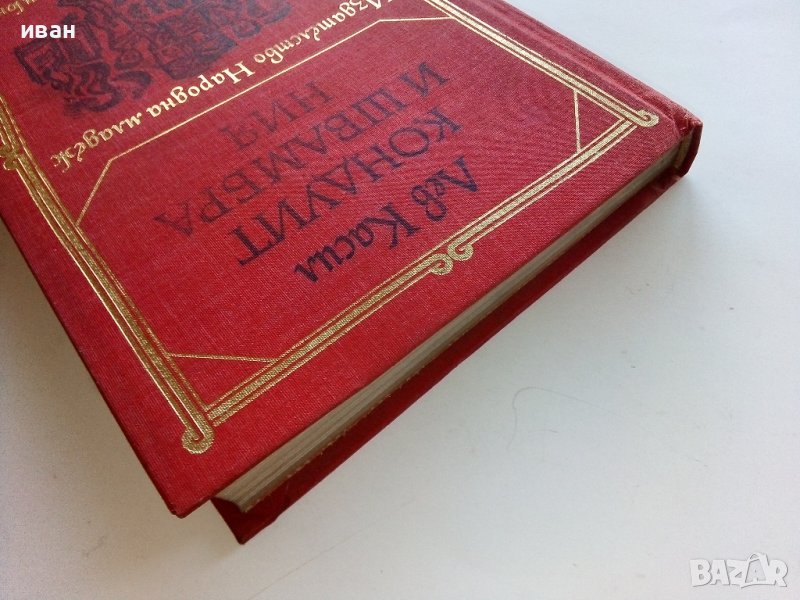 иван
Лев Касил
КОНДУИТ
И ШВАМБРА
НИЯ
Издателство Народна младеж
BAZAR